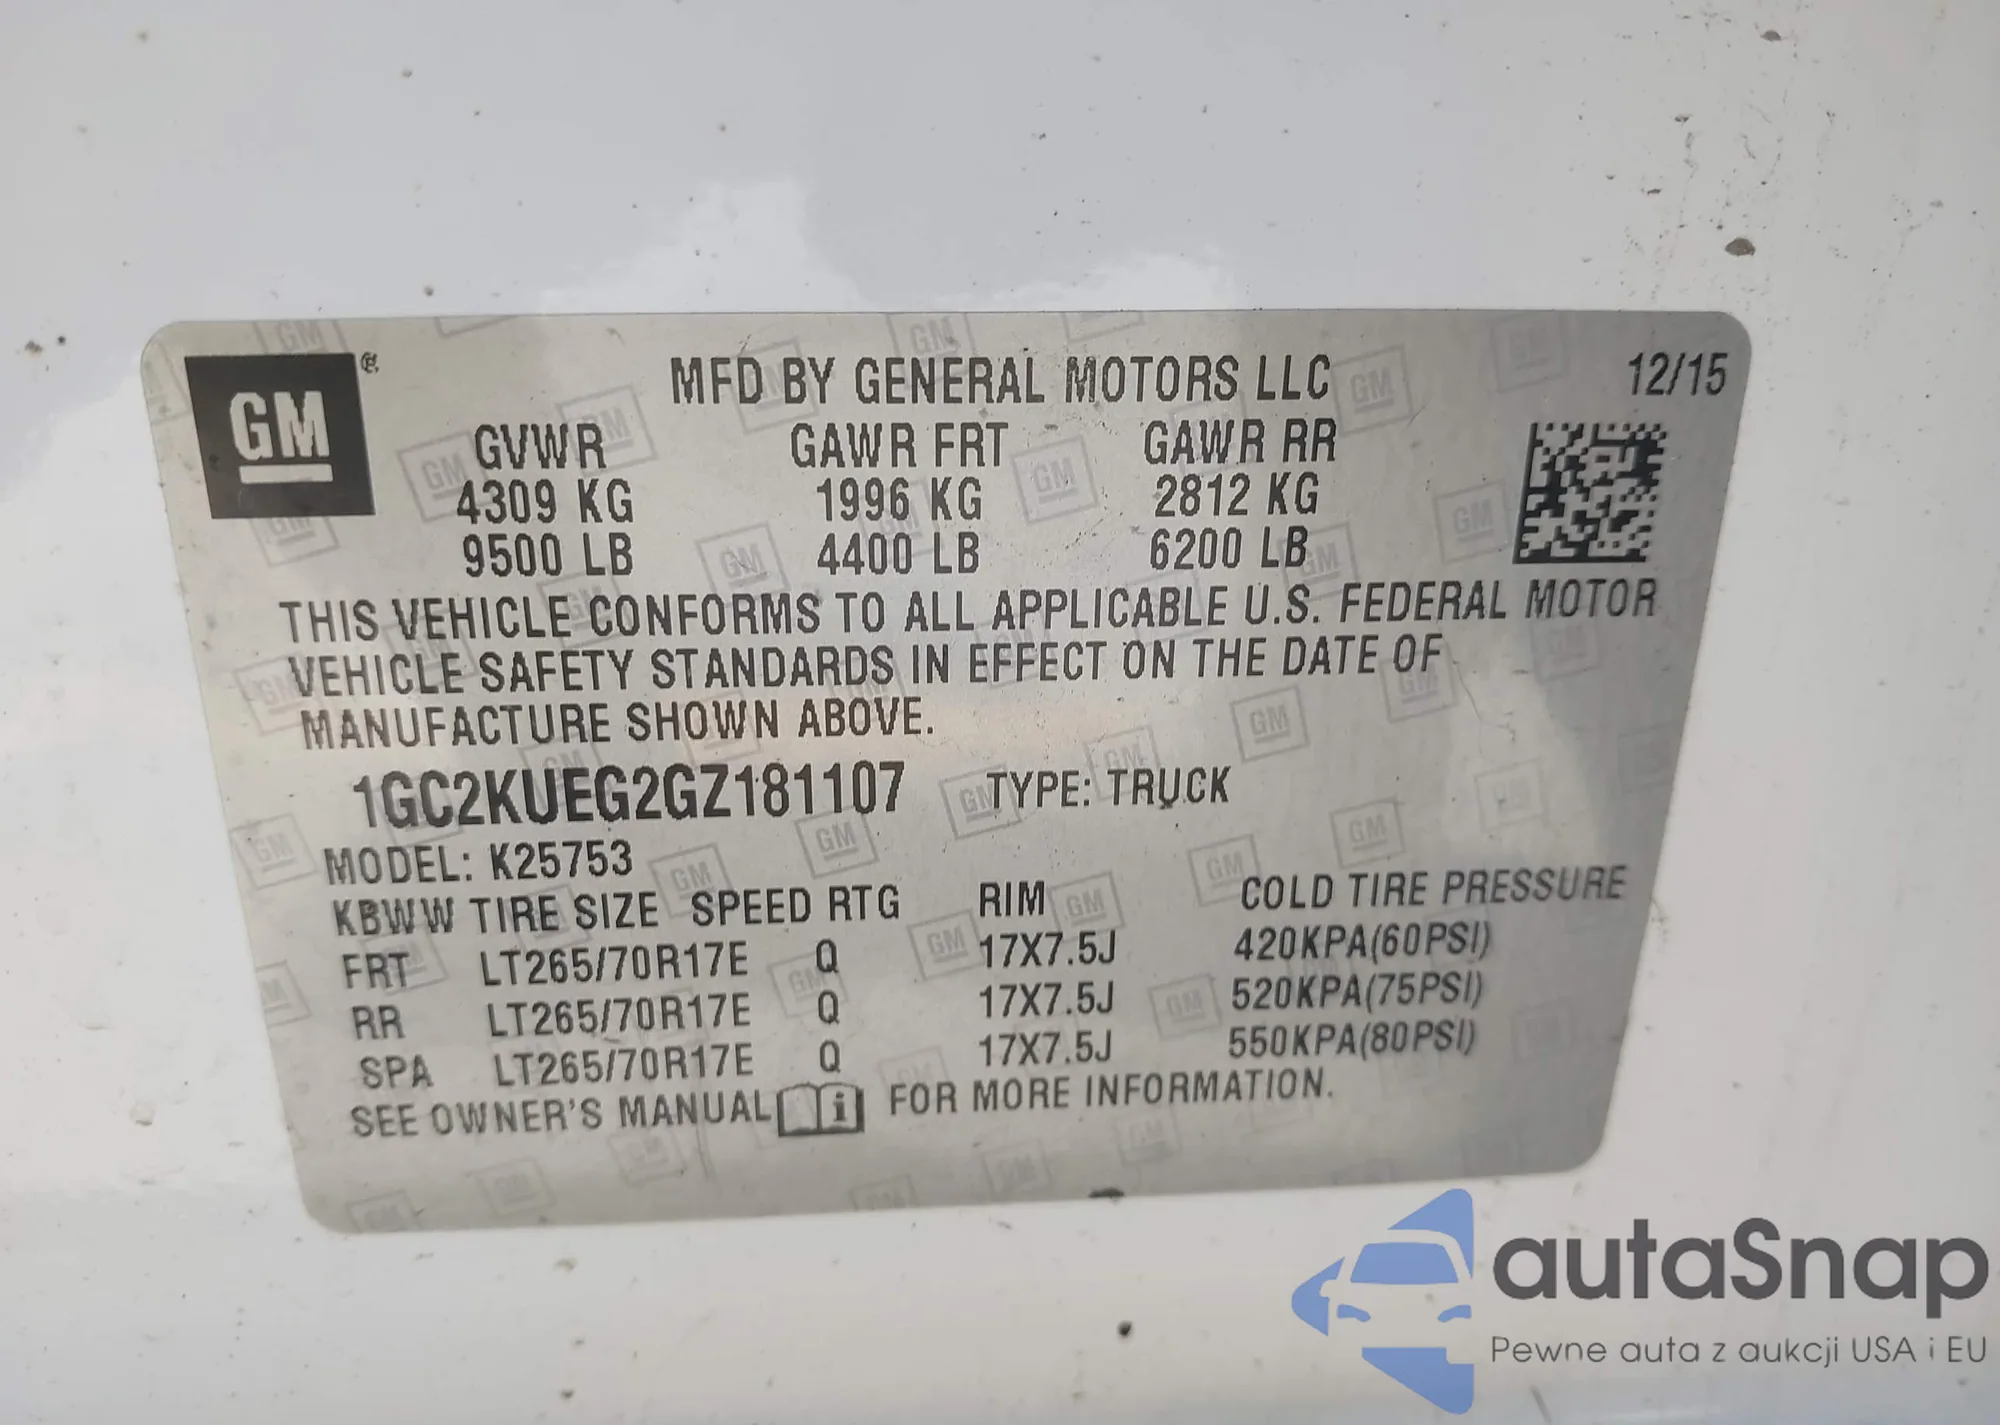 GM
MFD BY GENERAL MOTORS LLC 12/15
GVWR GAWR FRT GAWR RR
4309 KG 1996 KG 2812 KG
9500 LB 4400 LB 6200 LB
THIS VEHICLE CONFORMS TO ALL APPLICABLE U.S. FEDERAL MOTOR
VEHICLE SAFETY STANDARDS IN EFFECT ON THE DATE OF
MANUFACTURE SHOWN ABOVE.
1GC2KUEG2GZ181107 TYPE: TRUCK
MODEL: K25753
KBWW TIRE SIZE SPEED RTG RIM COLD TIRE PRESSURE
FRT LT265/70R17E Q 17X7.5J 420KPA(60PSI)
RR LT265/70R17E Q 17X7.5J 520KPA(75PSI)
SPA LT265/70R17E Q 17X7.5J 550KPA(80PSI)
SEE OWNER'S MANUAL i FOR MORE INFORMATION.
autaSnap
Pewne auta z aukcji USA i EU